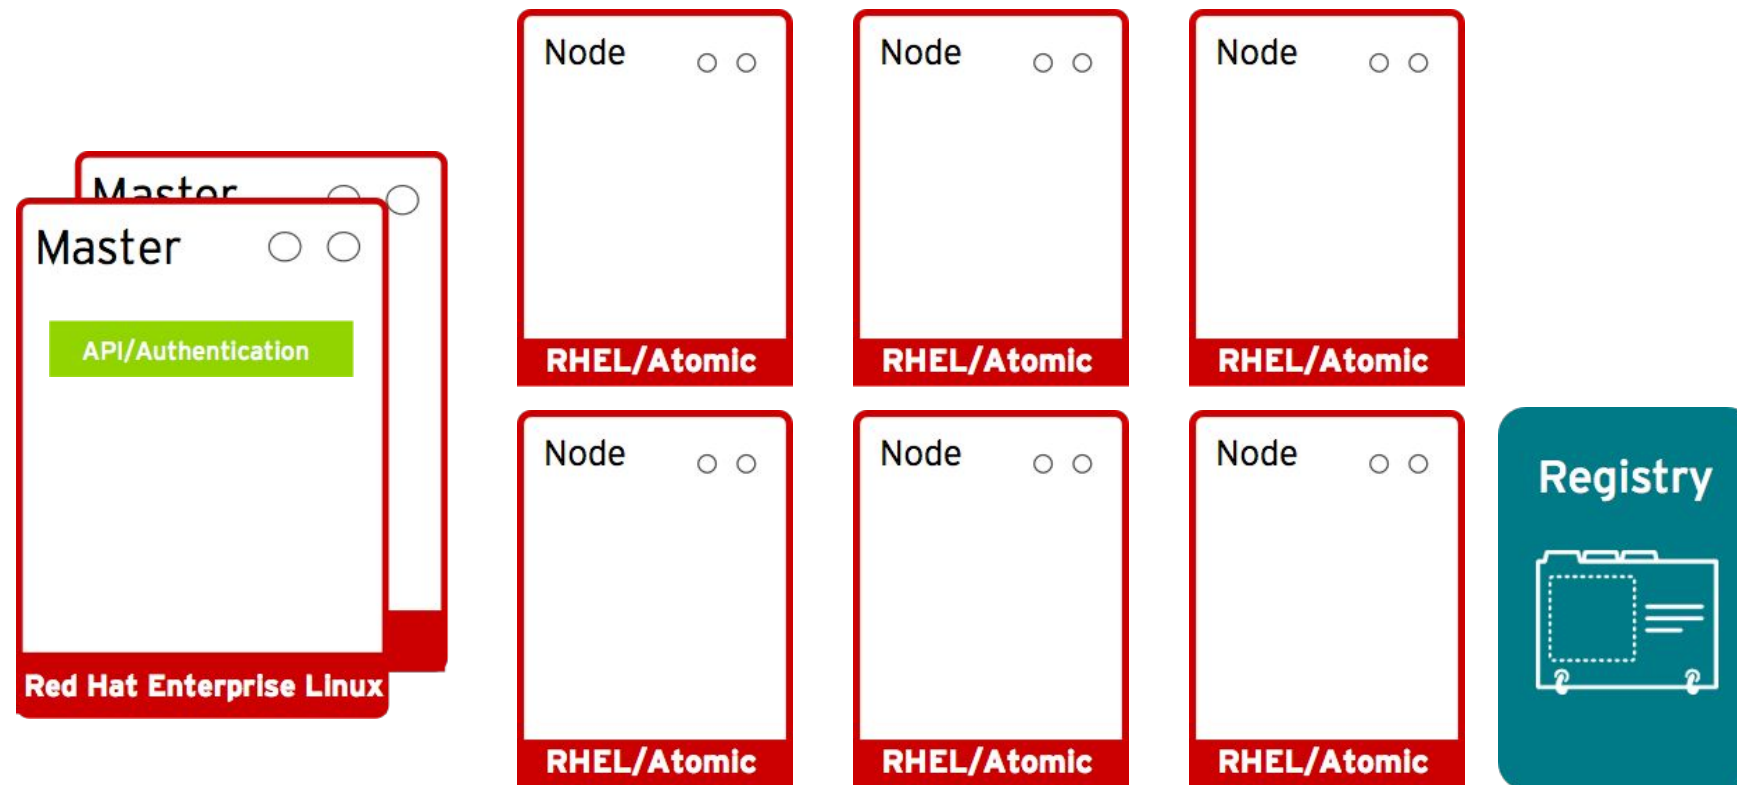 Master
Master
API/Authentication
Red Hat Enterprise Linux
Node
RHEL/Atomic
Node
RHEL/Atomic
Node
RHEL/Atomic
Node
RHEL/Atomic
Node
RHEL/Atomic
Node
RHEL/Atomic
Registry